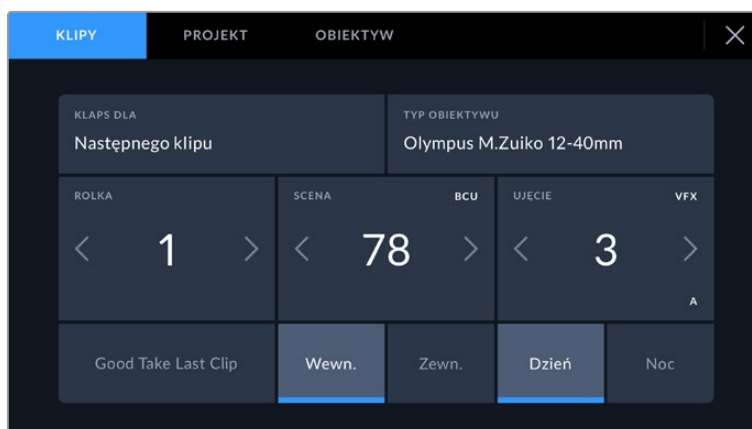 KLIPY PROJEKT OBIEKTYW
KLAPS DLA TYP OBIEKTYWU
Następnego klipu Olympus M.Zuiko 12-40mm
ROLKA SCENA BCU UJĘCIE VFX
1 78 3
A
Good Take Last Clip Wewn. Zewn. Dzień Noc